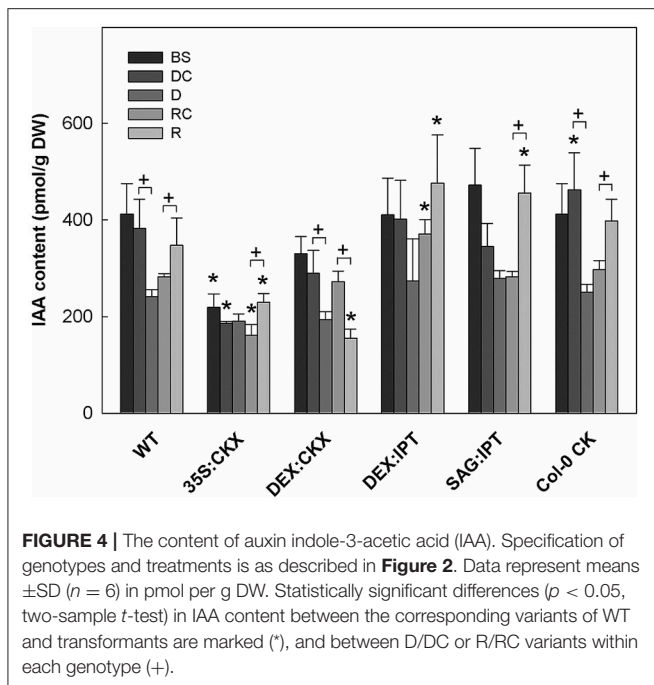 BS
DC
D
RC
R
IAA content (pmol/g DW)
600
400
200
0
+ + * * + * * + + * * * + * * + +
WT
35S:CKX
DEX:CKX
DEX:IPT
SAG:IPT
Col-0 CK
FIGURE 4 | The content of auxin indole-3-acetic acid (IAA). Specification of
genotypes and treatments is as described in Figure 2. Data represent means
±SD (n = 6) in pmol per g DW. Statistically significant differences (p < 0.05,
two-sample t-test) in IAA content between the corresponding variants of WT
and transformants are marked (*), and between D/DC or R/RC variants within
each genotype (+).